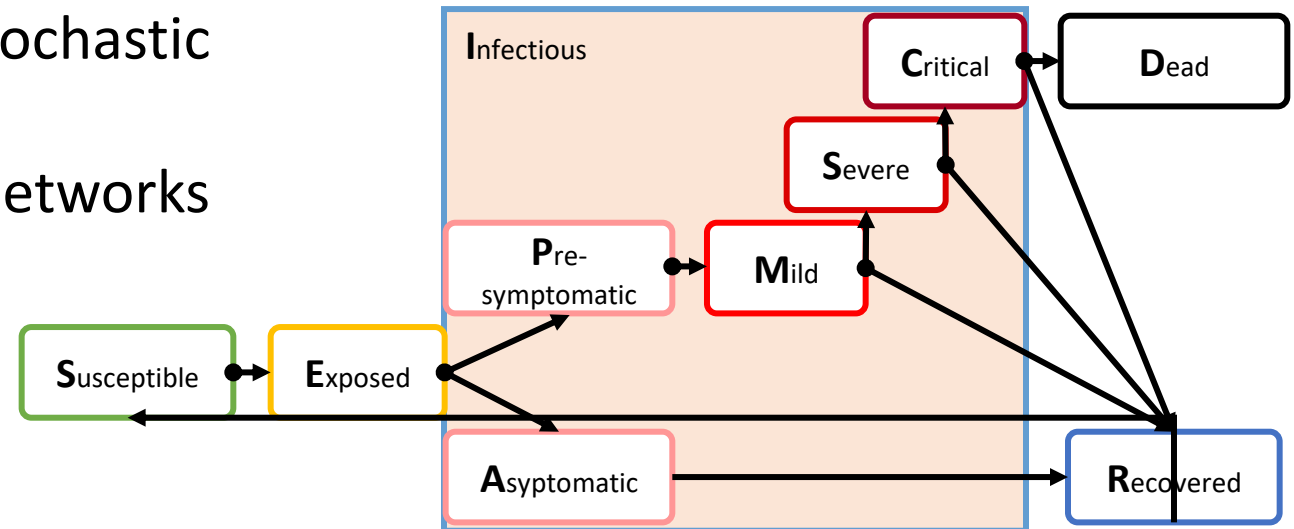 ochastic
etworks
Infectious
Critical
Dead
Severe
Pre-
symptomatic
Mild
Susceptible
Exposed
Asyptomatic
Recovered